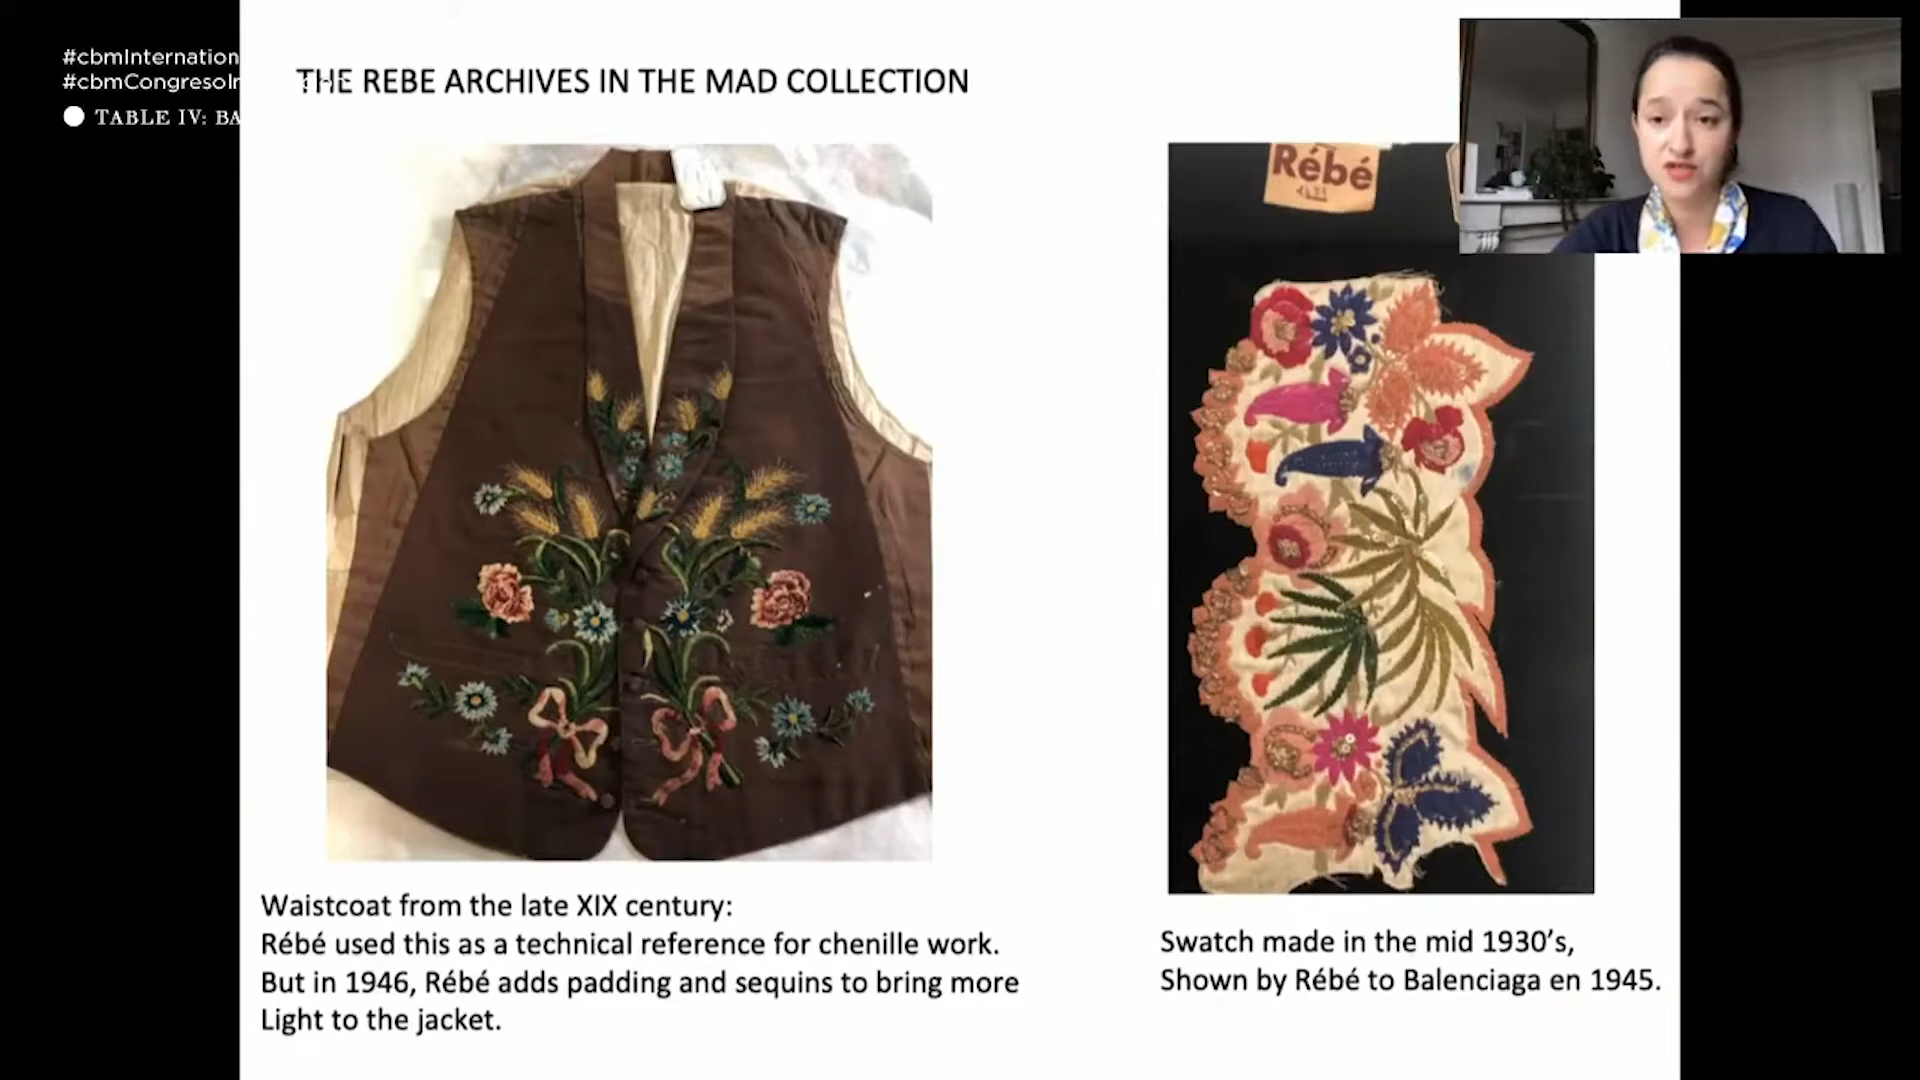 #cbmInternation
#cbmCongresoIn
TABLE IV: BA
THE REBE ARCHIVES IN THE MAD COLLECTION
Rébé
Waistcoat from the late XIX century:
Rébé used this as a technical reference for chenille work.
But in 1946, Rébé adds padding and sequins to bring more
Light to the jacket.
Swatch made in the mid 1930’s,
Shown by Rébé to Balenciaga en 1945.